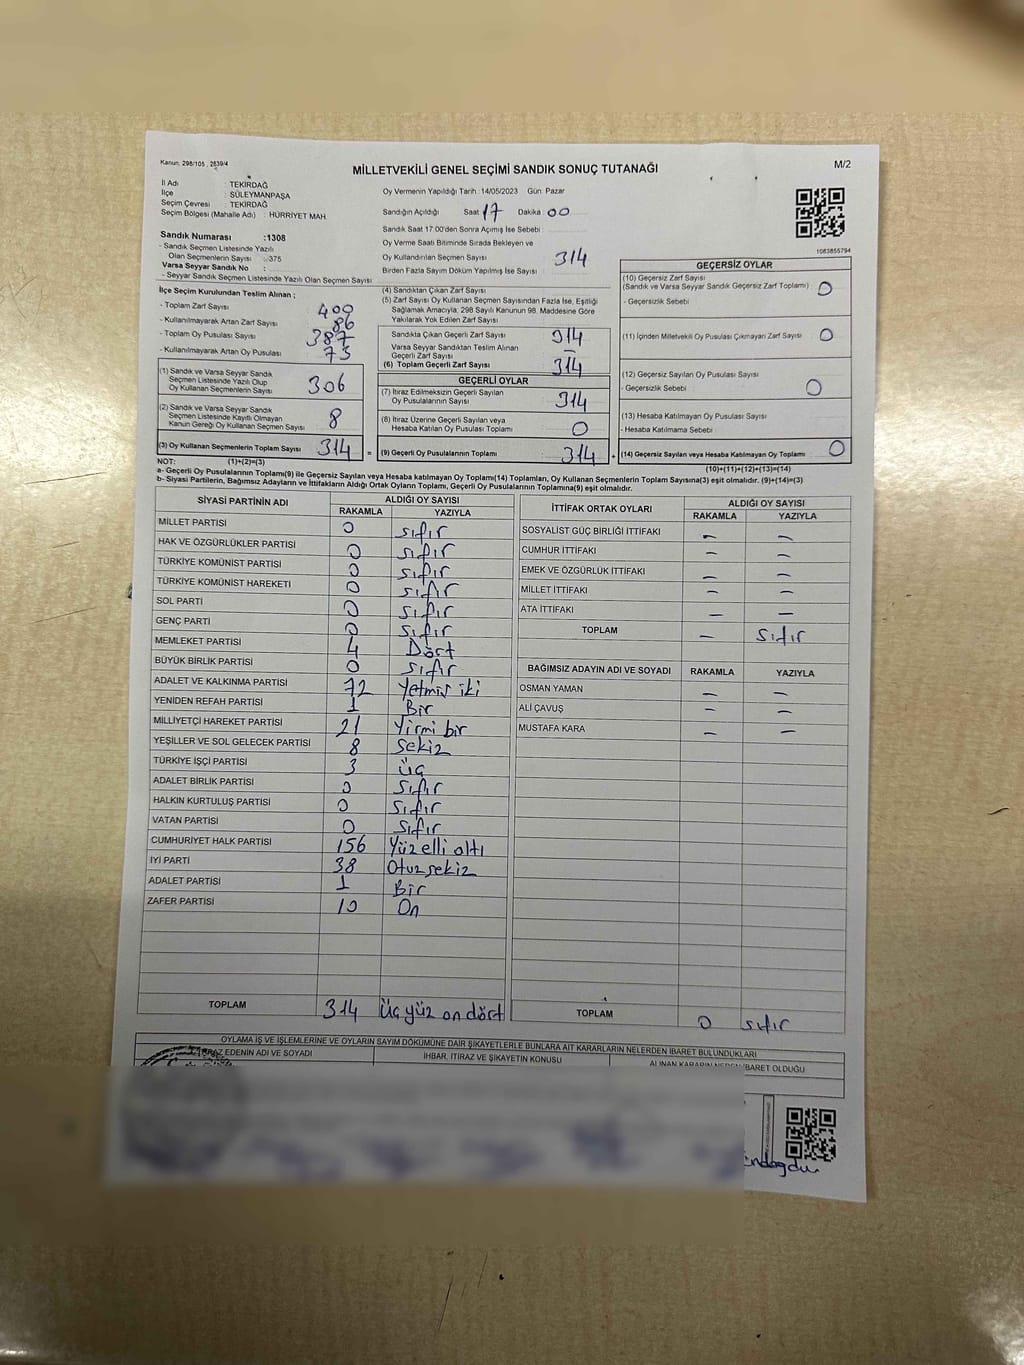 Kanun: 298/105 , 2839/4
MİLLETVEKİLİ GENEL SEÇİMİ SANDIK SONUÇ TUTANAĞI
M/2
İl Adı : TEKİRDAĞ
İlçe : SÜLEYMANPAŞA
Seçim Çevresi : TEKİRDAĞ
Seçim Bölgesi (Mahalle Adı) : HÜRRİYET MAH.
Sandık Numarası :1308
- Sandık Seçmen Listesinde Yazılı
Olan Seçmenlerin Sayısı : 375
Varsa Seyyar Sandık No :
- Seyyar Sandık Seçmen Listesinde Yazılı Olan Seçmen Sayısı
Oy Vermenin Yapıldığı Tarih :14/05/2023 Gün: Pazar
Sandığın Açıldığı Saat 17 Dakika : 00
Sandık Saat 17.00'den Sonra Açımış İse Sebebi :
Oy Verme Saati Bitiminde Sırada Bekleyen ve
Oy Kullandırılan Seçmen Sayısı 314
Birden Fazla Sayım Döküm Yapılmış İse Sayısı :
1083855794
İlçe Seçim Kurulundan Teslim Alınan ;
- Toplam Zarf Sayısı 400
- Kullanılmayarak Artan Zarf Sayısı 86
- Toplam Oy Pusulası Sayısı 387
- Kullanılmayarak Artan Oy Pusulası 73
(1) Sandık ve Varsa Seyyar Sandık
Seçmen Listesinde Yazılı Olup
Oy Kullanan Seçmenlerin Sayısı 306
(2) Sandık ve Varsa Seyyar Sandık
Seçmen Listesinde Kayıtlı Olmayan
Kanun Gereği Oy Kullanan Seçmen Sayısı 8
(3) Oy Kullanan Seçmenlerin Toplam Sayısı 314 =
(1)+(2)=(3)
(4) Sandıktan Çıkan Zarf Sayısı
(5) Zarf Sayısı Oy Kullanan Seçmen Sayısından Fazla İse, Eşitliği
Sağlamak Amacıyla, 298 Sayılı Kanunun 98. Maddesine Göre
Yakılarak Yok Edilen Zarf Sayısı
Sandıkta Çıkan Geçerli Zarf Sayısı 314
Varsa Seyyar Sandıktan Teslim Alınan
Geçerli Zarf Sayısı –
(6) Toplam Geçerli Zarf Sayısı 314
GEÇERLİ OYLAR
(7) İtiraz Edilmeksizin Geçerli Sayılan
Oy Pusulalarının Sayısı 314
(8) İtiraz Üzerine Geçerli Sayılan veya
Hesaba Katılan Oy Pusulası Toplamı 0
(9) Geçerli Oy Pusulalarının Toplamı 314 +
GEÇERSİZ OYLAR
(10) Geçersiz Zarf Sayısı
(Sandık ve Varsa Seyyar Sandık Geçersiz Zarf Toplamı) 0
- Geçersizlik Sebebi :
(11) İçinden Milletvekili Oy Pusulası Çıkmayan Zarf Sayısı 0
(12) Geçersiz Sayılan Oy Pusulası Sayısı
- Geçersizlik Sebebi : 0
(13) Hesaba Katılmayan Oy Pusulası Sayısı
- Hesaba Katılmama Sebebi :
(14) Geçersiz Sayılan veya Hesaba Katılmayan Oy Toplamı 0
(10)+(11)+(12)+(13)=(14)
NOT:
a- Geçerli Oy Pusulalarının Toplamı(9) ile Geçersiz Sayılan veya Hesaba Katılmayan Oy Toplamı(14) Toplamları, Oy Kullanan Seçmenlerin Toplam Sayısına(3) eşit olmalıdır. (9)+(14)=(3)
b- Siyasi Partilerin, Bağımsız Adayların ve İttifakların Aldığı Ortak Oyların Toplamı, Geçerli Oy Pusulalarının Toplamına(9) eşit olmalıdır.
SİYASİ PARTİNİN ADI ALDIĞI OY SAYISI
RAKAMLA YAZIYLA
MİLLET PARTİSİ 0 sıfır
HAK VE ÖZGÜRLÜKLER PARTİSİ 0 sıfır
TÜRKİYE KOMÜNİST PARTİSİ 0 sıfır
TÜRKİYE KOMÜNİST HAREKETİ 0 sıfır
SOL PARTİ 0 sıfır
GENÇ PARTİ 0 sıfır
MEMLEKET PARTİSİ 4 Dört
BÜYÜK BİRLİK PARTİSİ 0 sıfır
ADALET VE KALKINMA PARTİSİ 72 Yetmiş iki
YENİDEN REFAH PARTİSİ 1 Bir
MİLLİYETÇİ HAREKET PARTİSİ 21 Yirmi bir
YEŞİLLER VE SOL GELECEK PARTİSİ 8 Sekiz
TÜRKİYE İŞÇİ PARTİSİ 3 üç
ADALET BİRLİK PARTİSİ 0 sıfır
HALKIN KURTULUŞ PARTİSİ 0 sıfır
VATAN PARTİSİ 0 sıfır
CUMHURİYET HALK PARTİSİ 156 Yüz elli altı
İYİ PARTİ 38 Otuz sekiz
ADALET PARTİSİ 1 Bir
ZAFER PARTİSİ 10 On
TOPLAM 314 üç yüz on dört
İTTİFAK ORTAK OYLARI ALDIĞI OY SAYISI
RAKAMLA YAZIYLA
SOSYALİST GÜÇ BİRLİĞİ İTTİFAKI – –
CUMHUR İTTİFAKI – –
EMEK VE ÖZGÜRLÜK İTTİFAKI – –
MİLLET İTTİFAKI – –
ATA İTTİFAKI – –
TOPLAM – sıfır
BAĞIMSIZ ADAYIN ADI VE SOYADI RAKAMLA YAZIYLA
OSMAN YAMAN – –
ALİ ÇAVUŞ – –
MUSTAFA KARA – –
TOPLAM 0 sıfır
OYLAMA İŞ VE İŞLEMLERİNE VE OYLARIN SAYIM DÖKÜMÜNE DAİR ŞİKAYETLERLE BUNLARA AİT KARARLARIN NELERDEN İBARET BULUNDUKLARI
EDENİN ADI VE SOYADI İHBAR, İTİRAZ VE ŞİKAYETİN KONUSU ALINAN KARARIN NEDEN İBARET OLDUĞU